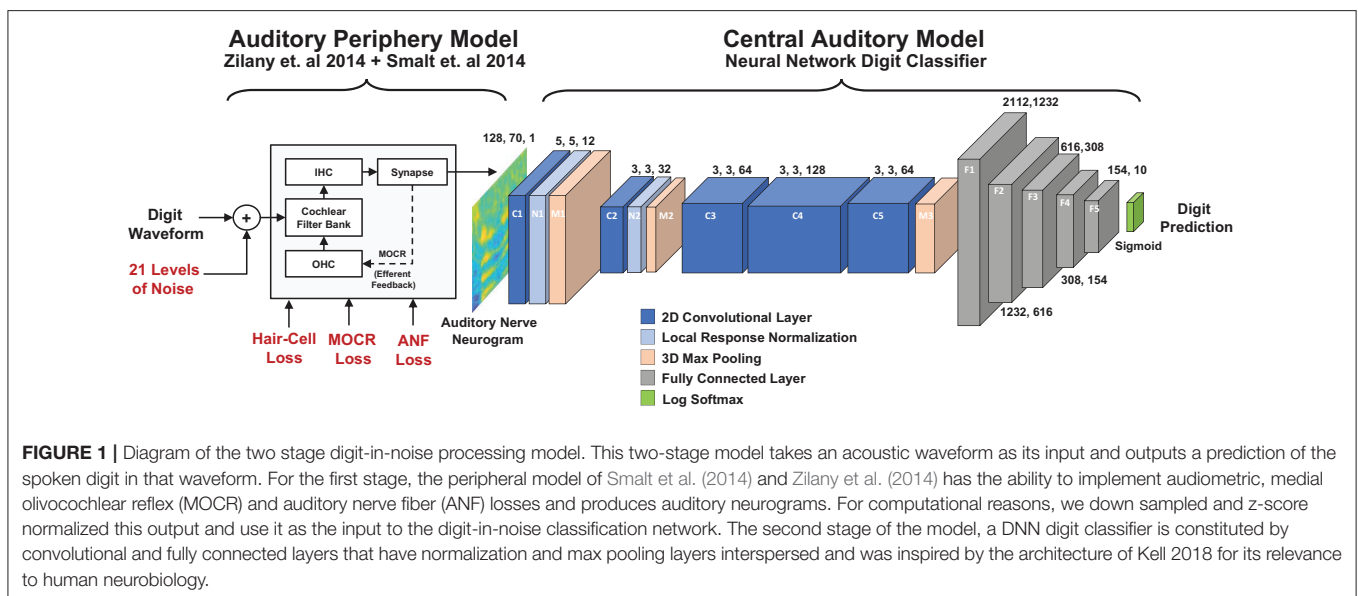 Auditory Periphery Model
Zilany et. al 2014 + Smalt et. al 2014
Central Auditory Model
Neural Network Digit Classifier
Digit
Waveform
+
21 Levels
of Noise
IHC
Synapse
Cochlear
Filter Bank
OHC
MOCR
(Efferent
Feedback)
Hair-Cell
Loss
MOCR
Loss
ANF
Loss
128, 70, 1
Auditory Nerve
Neurogram
5, 5, 12
C1
N1
M1
3, 3, 32
C2
N2
M2
3, 3, 64
C3
3, 3, 128
C4
3, 3, 64
C5
M3
2112,1232
F1
F2
1232, 616
616,308
F3
F4
308, 154
154, 10
F5
Sigmoid
Digit
Prediction
2D Convolutional Layer
Local Response Normalization
3D Max Pooling
Fully Connected Layer
Log Softmax
FIGURE 1 | Diagram of the two stage digit-in-noise processing model. This two-stage model takes an acoustic waveform as its input and outputs a prediction of the
spoken digit in that waveform. For the first stage, the peripheral model of Smalt et al. (2014) and Zilany et al. (2014) has the ability to implement audiometric, medial
olivocochlear reflex (MOCR) and auditory nerve fiber (ANF) losses and produces auditory neurograms. For computational reasons, we down sampled and z-score
normalized this output and use it as the input to the digit-in-noise classification network. The second stage of the model, a DNN digit classifier is constituted by
convolutional and fully connected layers that have normalization and max pooling layers interspersed and was inspired by the architecture of Kell 2018 for its relevance
to human neurobiology.